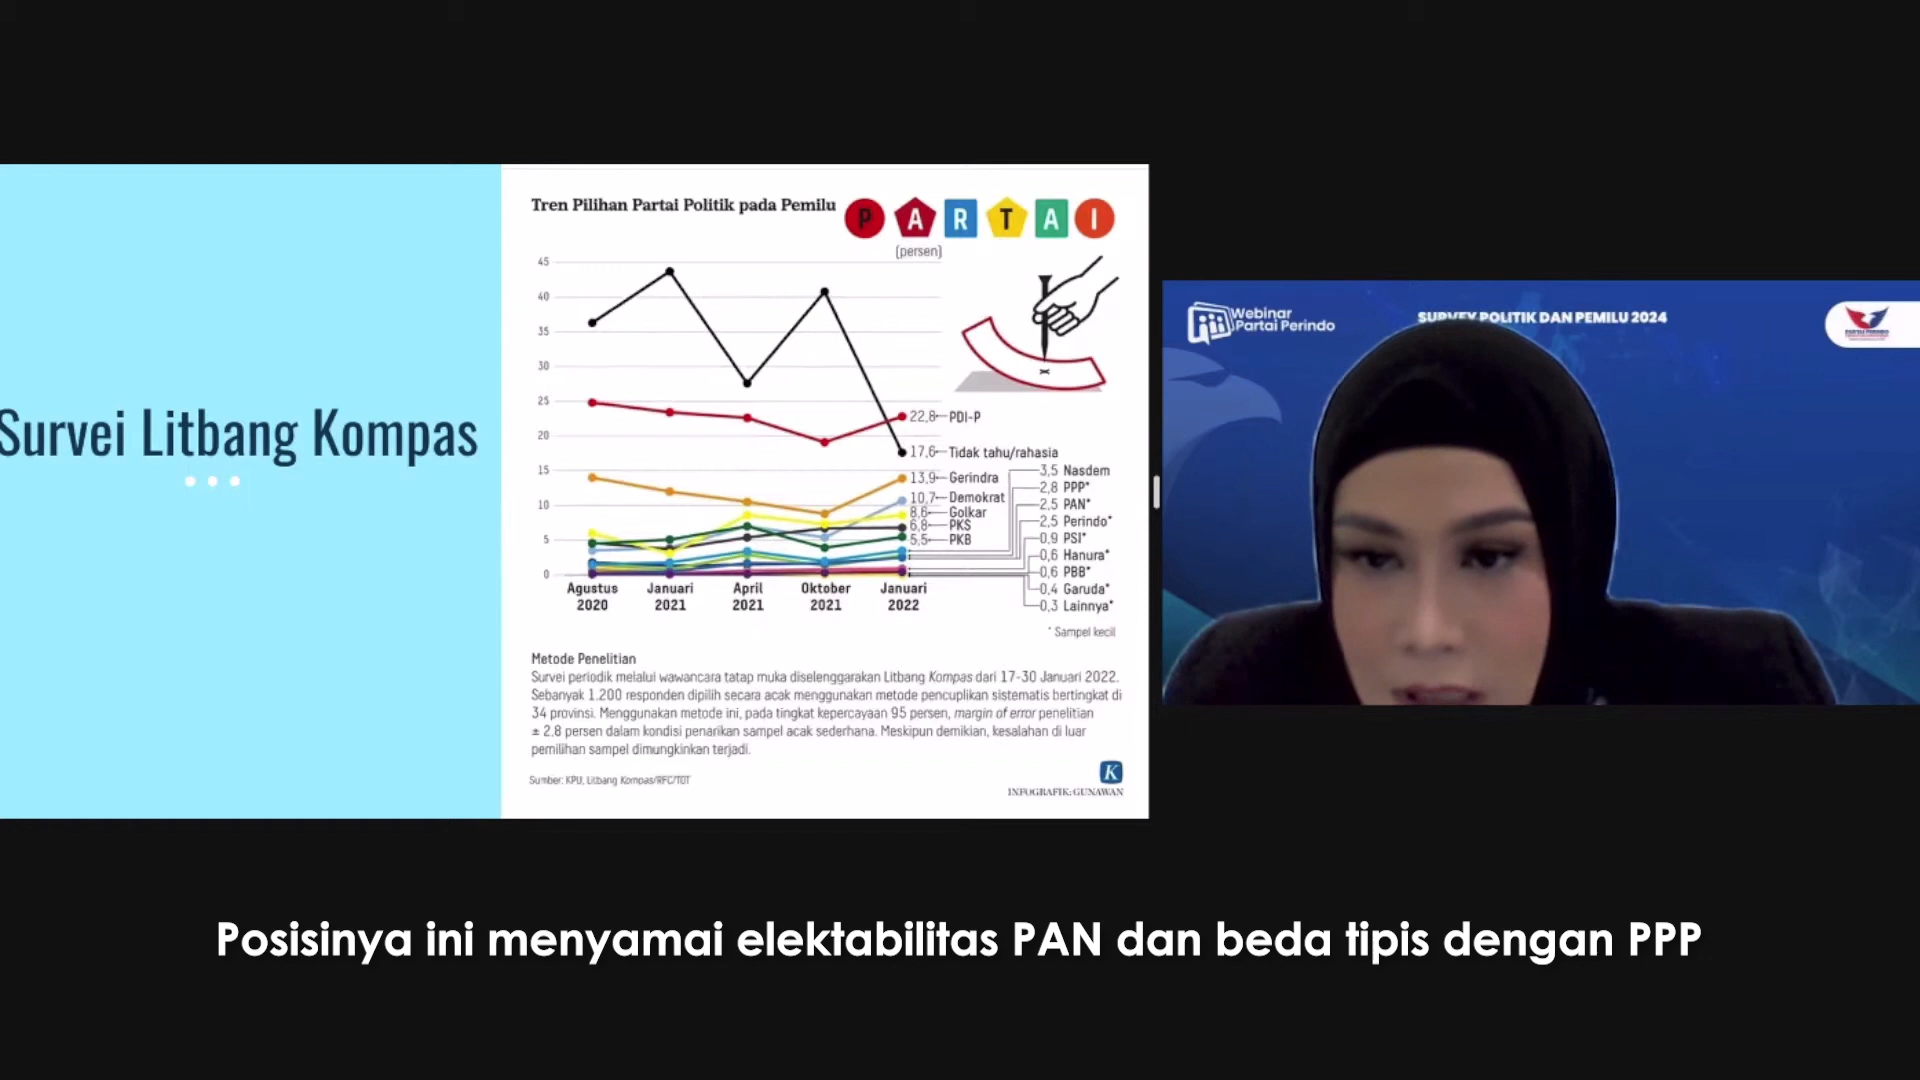 Survei Litbang Kompas
Tren Pilihan Partai Politik pada Pemilu
P A R T A I
(persen)
45
40
35
30
25
20
15
10
5
0
22,8 PDI-P
17,6 Tidak tahu/rahasia
13,9 Gerindra
10,7 Demokrat
8,6 Golkar
6,8 PKS
5,5 PKB
3,5 Nasdem
2,8 PPP*
2,5 PAN*
2,5 Perindo*
0,9 PSI*
0,6 Hanura*
0,6 PBB*
0,4 Garuda*
0,3 Lainnya*
Agustus Januari April Oktober Januari
2020 2021 2021 2021 2022
* Sampel kecil
Metode Penelitian
Survei periodik melalui wawancara tatap muka diselenggarakan Litbang Kompas dari 17-30 Januari 2022.
Sebanyak 1.200 responden dipilih secara acak menggunakan metode pencuplikan sistematis bertingkat di
34 provinsi. Menggunakan metode ini, pada tingkat kepercayaan 95 persen, margin of error penelitian
± 2,8 persen dalam kondisi penarikan sampel acak sederhana. Meskipun demikian, kesalahan di luar
pemilihan sampel dimungkinkan terjadi.
Sumber: KPU, Litbang Kompas/RFC/TOT
K
INFOGRAFIK: GUNAWAN
Webinar
Partai Perindo
SURVEY POLITIK DAN PEMILU 2024
PARTAI PERINDO
Posisinya ini menyamai elektabilitas PAN dan beda tipis dengan PPP